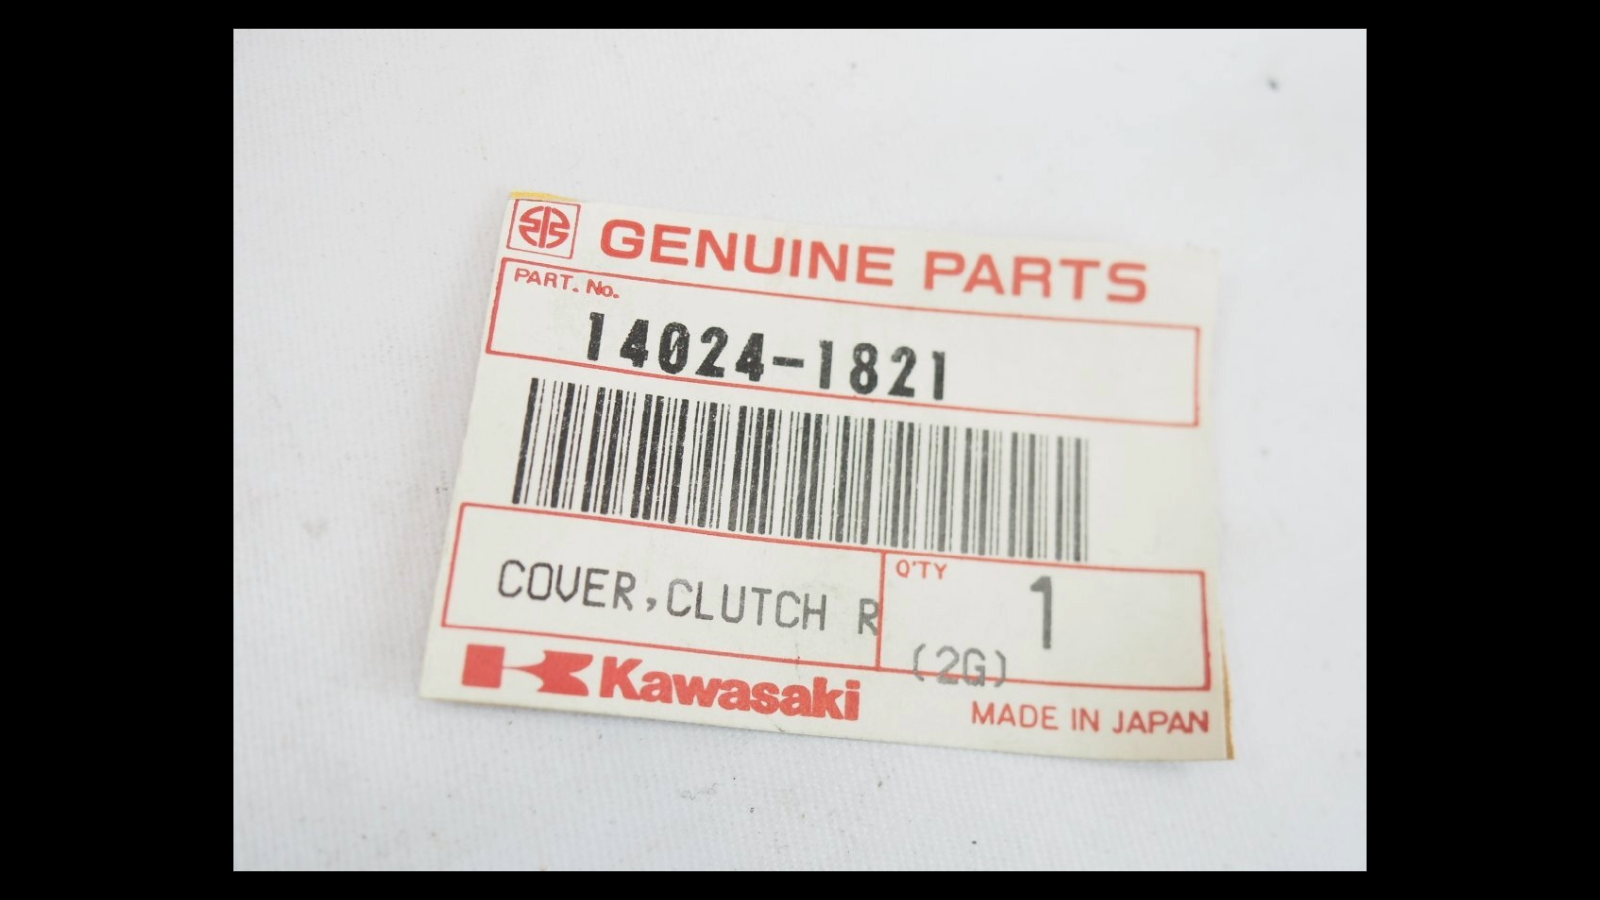 GENUINE PARTS
PART. No.
14024-1821
COVER,CLUTCH R
Q'TY
1
(2G)
Kawasaki
MADE IN JAPAN